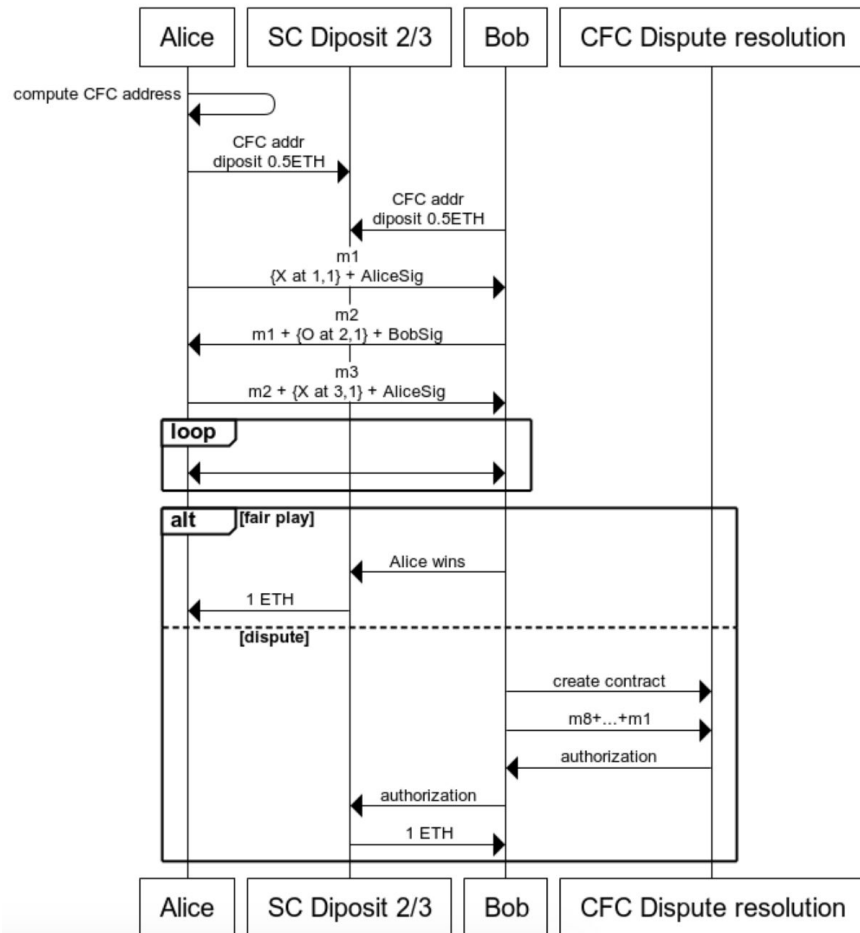 Alice
SC Diposit 2/3
Bob
CFC Dispute resolution
compute CFC address
CFC addr
diposit 0.5ETH
CFC addr
diposit 0.5ETH
m1
{X at 1,1} + AliceSig
m2
m1 + {O at 2,1} + BobSig
m3
m2 + {X at 3,1} + AliceSig
loop
alt [fair play]
Alice wins
1 ETH
[dispute]
create contract
m8+...+m1
authorization
authorization
1 ETH
Alice
SC Diposit 2/3
Bob
CFC Dispute resolution